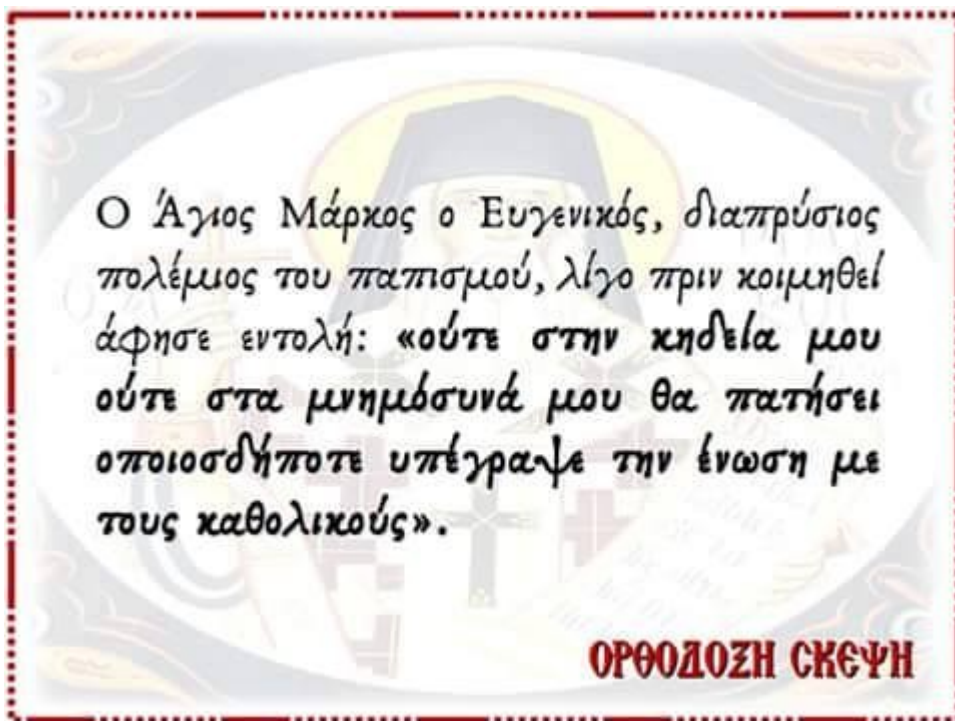 Ο Άγιος Μάρκος ο Ευγενικός, διαπρύσιος
πολέμιος του παπισμού, λίγο πριν κοιμηθεί
άφησε εντολή: «ούτε στην κηδεία μου
ούτε στα μνημόσυνά μου θα πατήσει
οποιοσδήποτε υπέγραψε την ένωση με
τους καθολικούς».
ΟΡΘΟΔΟΞΗ СΚΕΨΗ